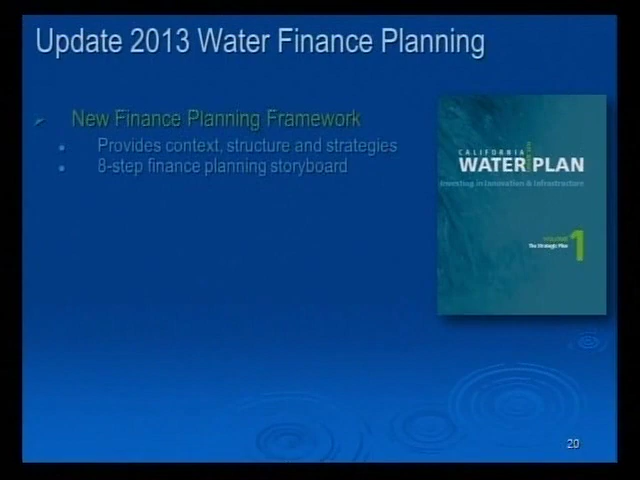 Update 2013 Water Finance Planning
New Finance Planning Framework
Provides context, structure and strategies
8-step finance planning storyboard
CALIFORNIA
WATER PLAN
Investing in Innovation & Infrastructure
VOLUME 1
The Strategic Plan
20